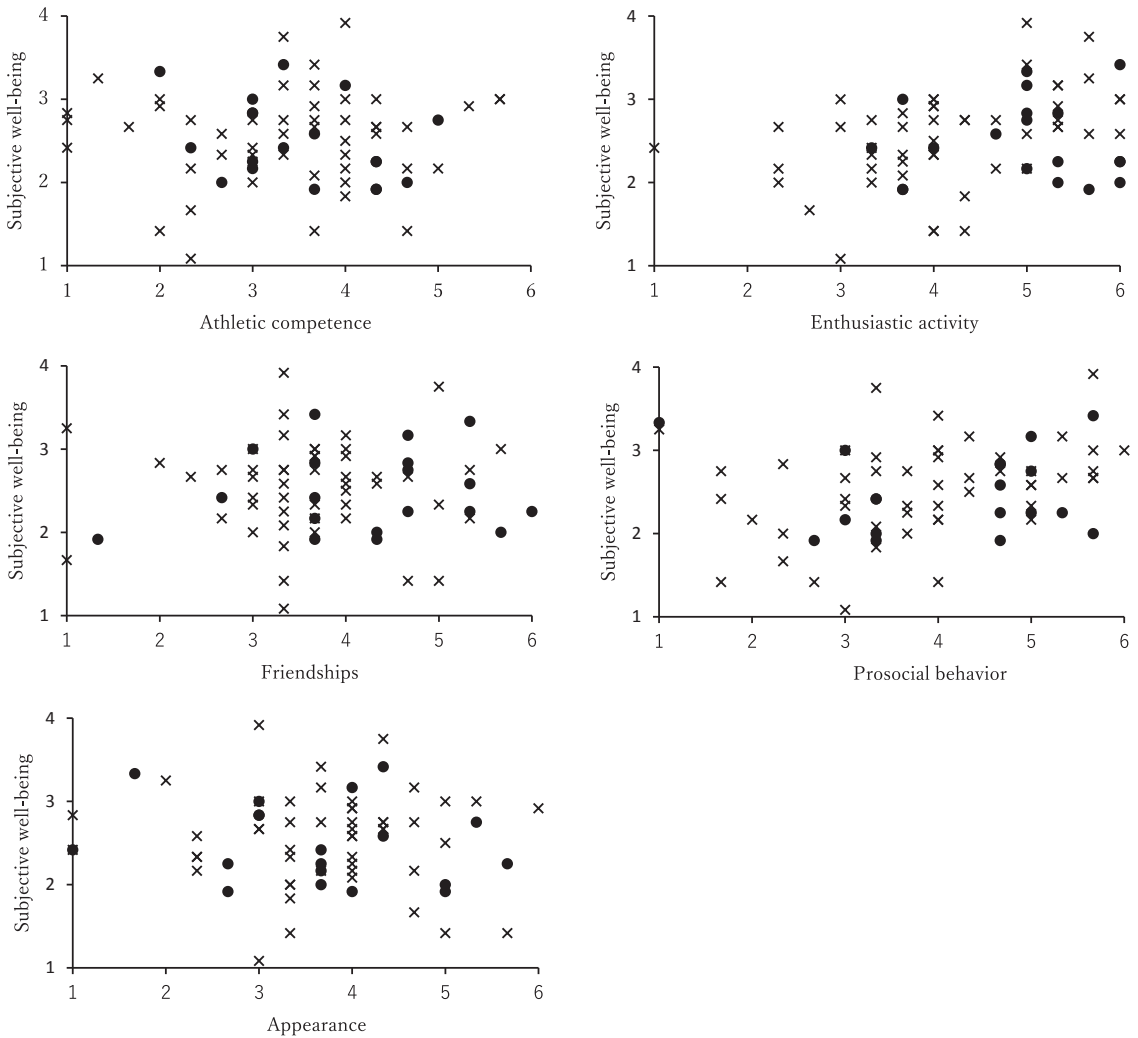 4
3
2
1
Subjective well-being
1 2 3 4 5 6
Athletic competence
4
3
2
1
Subjective well-being
1 2 3 4 5 6
Enthusiastic activity
4
3
2
1
Subjective well-being
1 2 3 4 5 6
Friendships
4
3
2
1
Subjective well-being
1 2 3 4 5 6
Prosocial behavior
4
3
2
1
Subjective well-being
1 2 3 4 5 6
Appearance